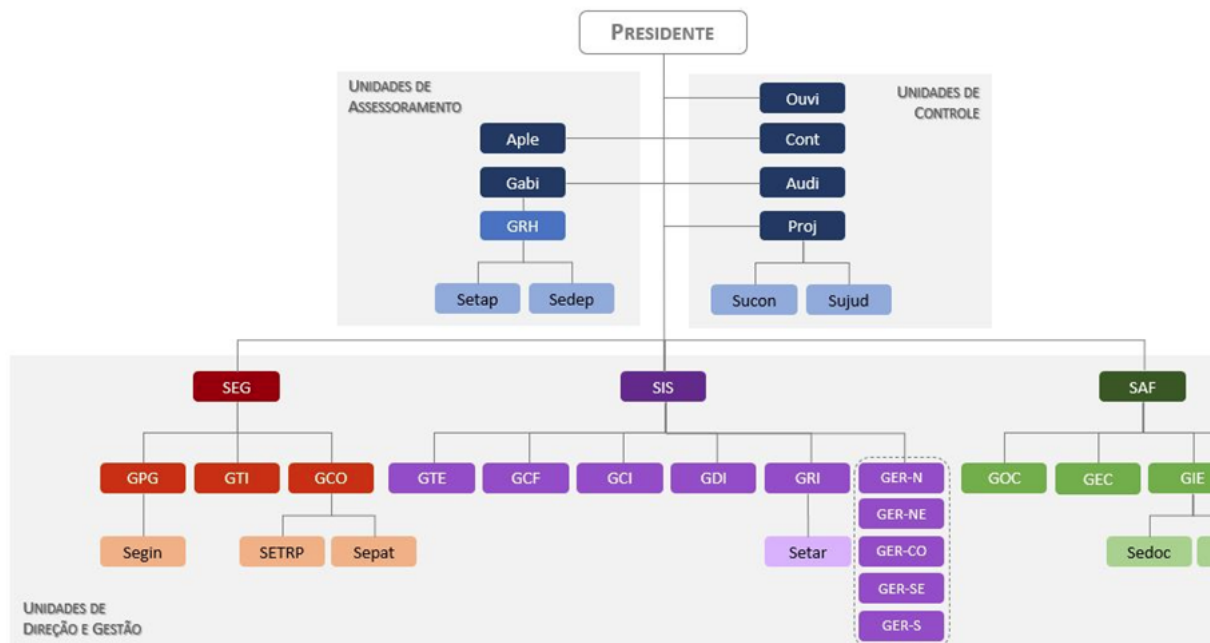 PRESIDENTE
UNIDADES DE
ASSESSORAMENTO
UNIDADES DE
CONTROLE
Ouvi
Aple
Cont
Gabi
Audi
GRH
Proj
Setap
Sedep
Sucon
Sujud
SEG
SIS
SAF
GPG
GTI
GCO
GTE
GCF
GCI
GDI
GRI
GER-N
GOC
GEC
GIE
GER-NE
Segin
SETRP
Sepat
Setar
GER-CO
Sedoc
GER-SE
GER-S
UNIDADES DE
DIREÇÃO E GESTÃO